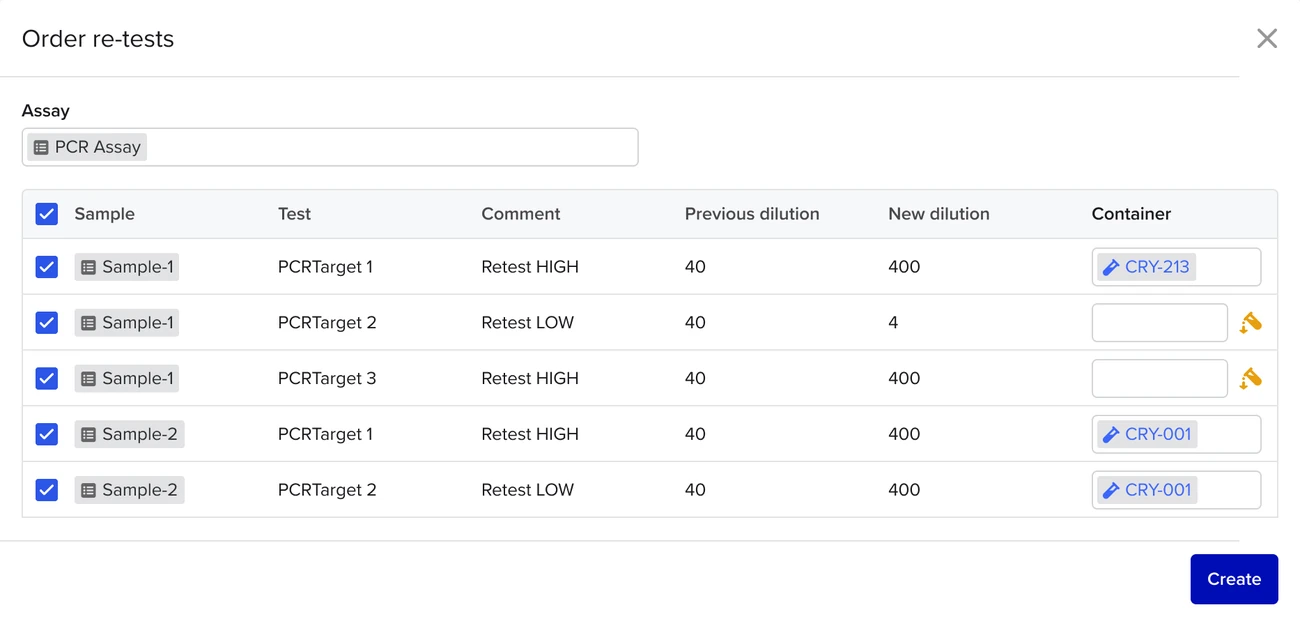 Order re-tests
Assay
PCR Assay
Sample Test Comment Previous dilution New dilution Container
Sample-1 PCRTarget 1 Retest HIGH 40 400 CRY-213
Sample-1 PCRTarget 2 Retest LOW 40 4
Sample-1 PCRTarget 3 Retest HIGH 40 400
Sample-2 PCRTarget 1 Retest HIGH 40 400 CRY-001
Sample-2 PCRTarget 2 Retest LOW 40 400 CRY-001
Create